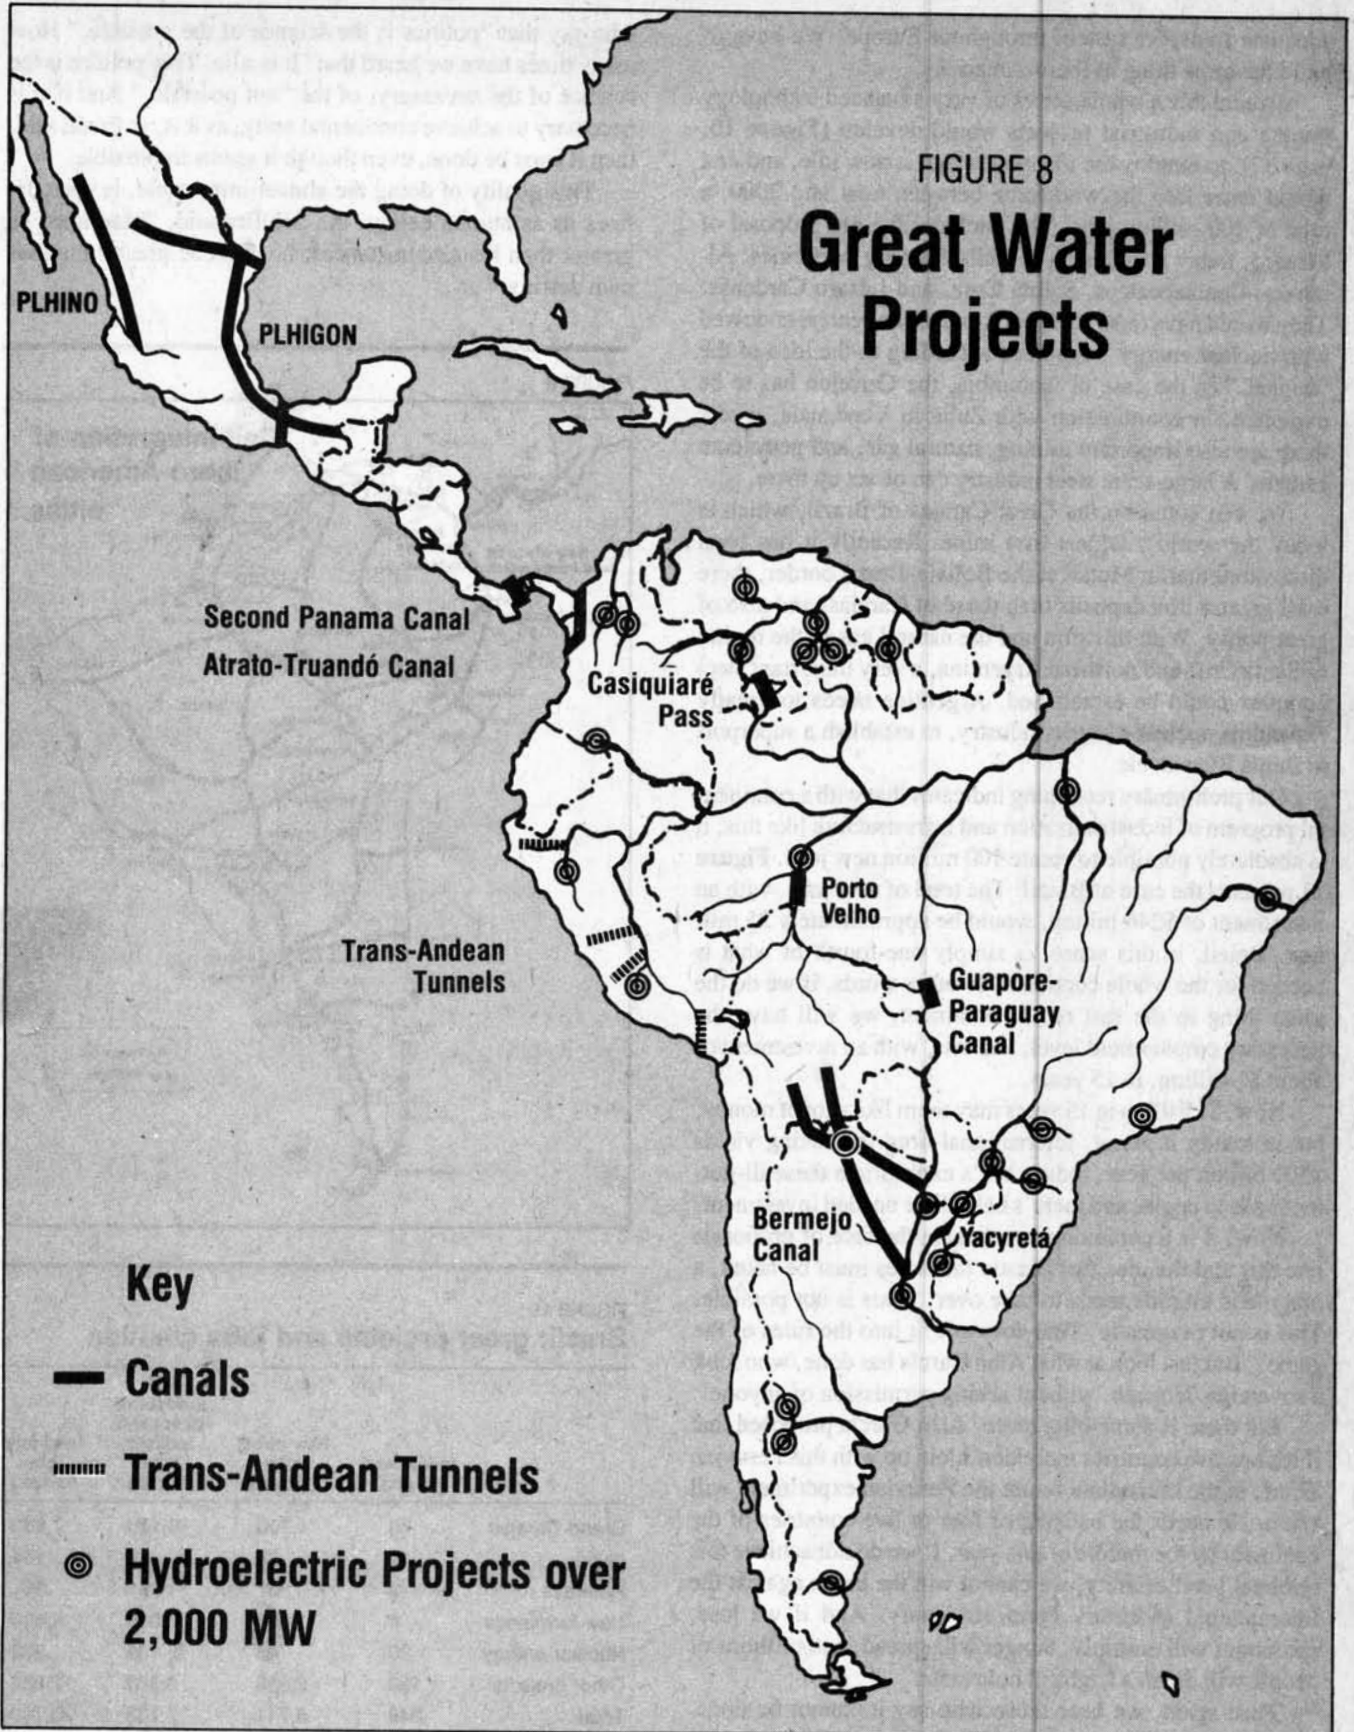 FIGURE 8
Great Water
Projects
PLHINO
PLHIGON
Second Panama Canal
Atrato-Truandó Canal
Casiquiaré
Pass
Porto
Velho
Trans-Andean
Tunnels
Guapore-
Paraguay
Canal
Bermejo
Canal
Yacyretá
Key
Canals
Trans-Andean Tunnels
Hydroelectric Projects over
2,000 MW